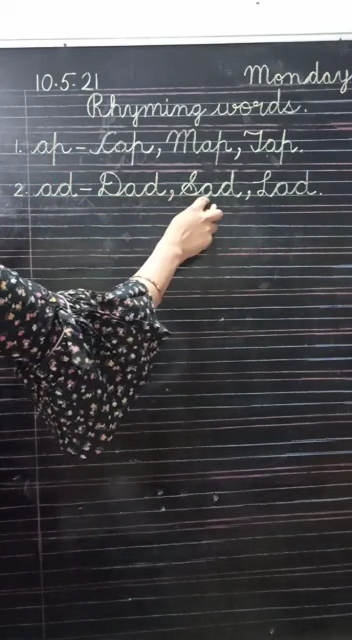 10.5.21 Monday
Rhyming words.
1. ap - Cap, Map, Tap.
2. ad - Dad, Sad, Lad.